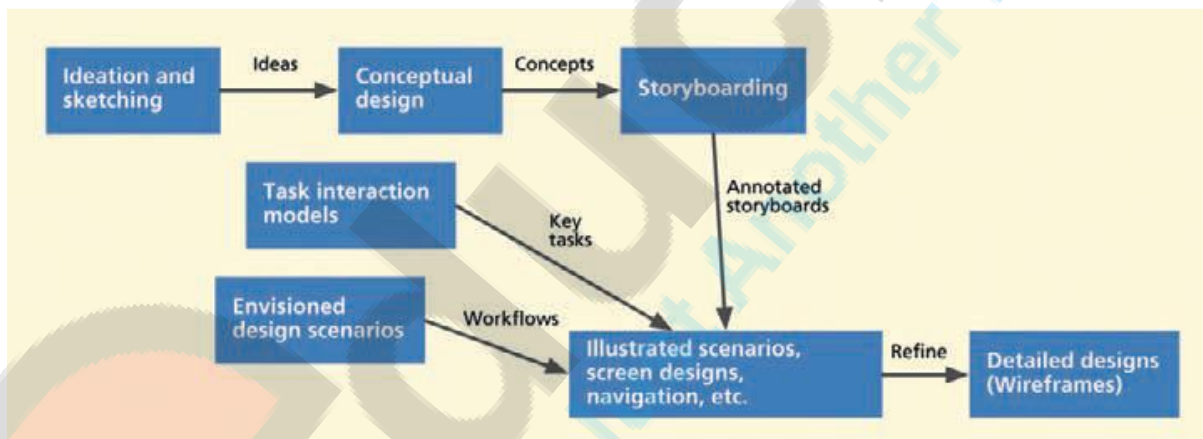 Ideation and
sketching
Ideas
Conceptual
design
Concepts
Storyboarding
Task interaction
models
Key
tasks
Annotated
storyboards
Envisioned
design scenarios
Workflows
Illustrated scenarios,
screen designs,
navigation, etc.
Refine
Detailed designs
(Wireframes)
Another